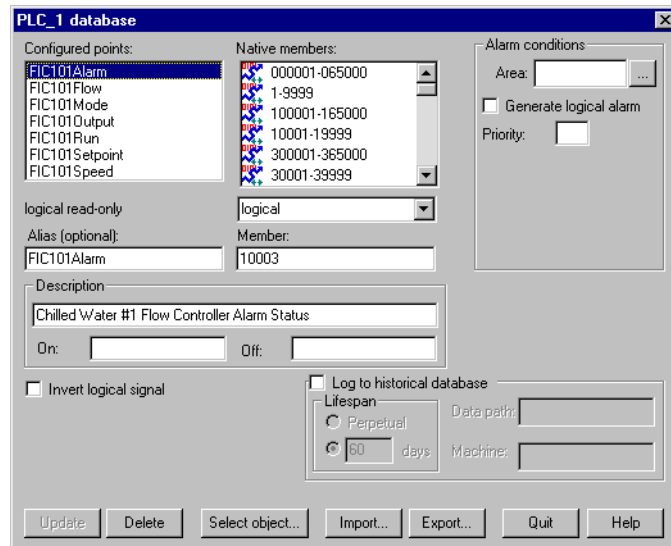 PLC_1 database
Configured points:
FIC101Alarm
FIC101Flow
FIC101Mode
FIC101Output
FIC101Run
FIC101Setpoint
FIC101Speed
Native members:
000001-065000
1-9999
100001-165000
10001-19999
300001-365000
30001-39999
Alarm conditions
Area:
...
Generate logical alarm
Priority:
logical read-only
logical
Alias (optional):
FIC101Alarm
Member:
10003
Description
Chilled Water #1 Flow Controller Alarm Status
On:
Off:
Invert logical signal
Log to historical database
Lifespan
Perpetual
60 days
Data path:
Machine:
Update
Delete
Select object...
Import...
Export...
Quit
Help